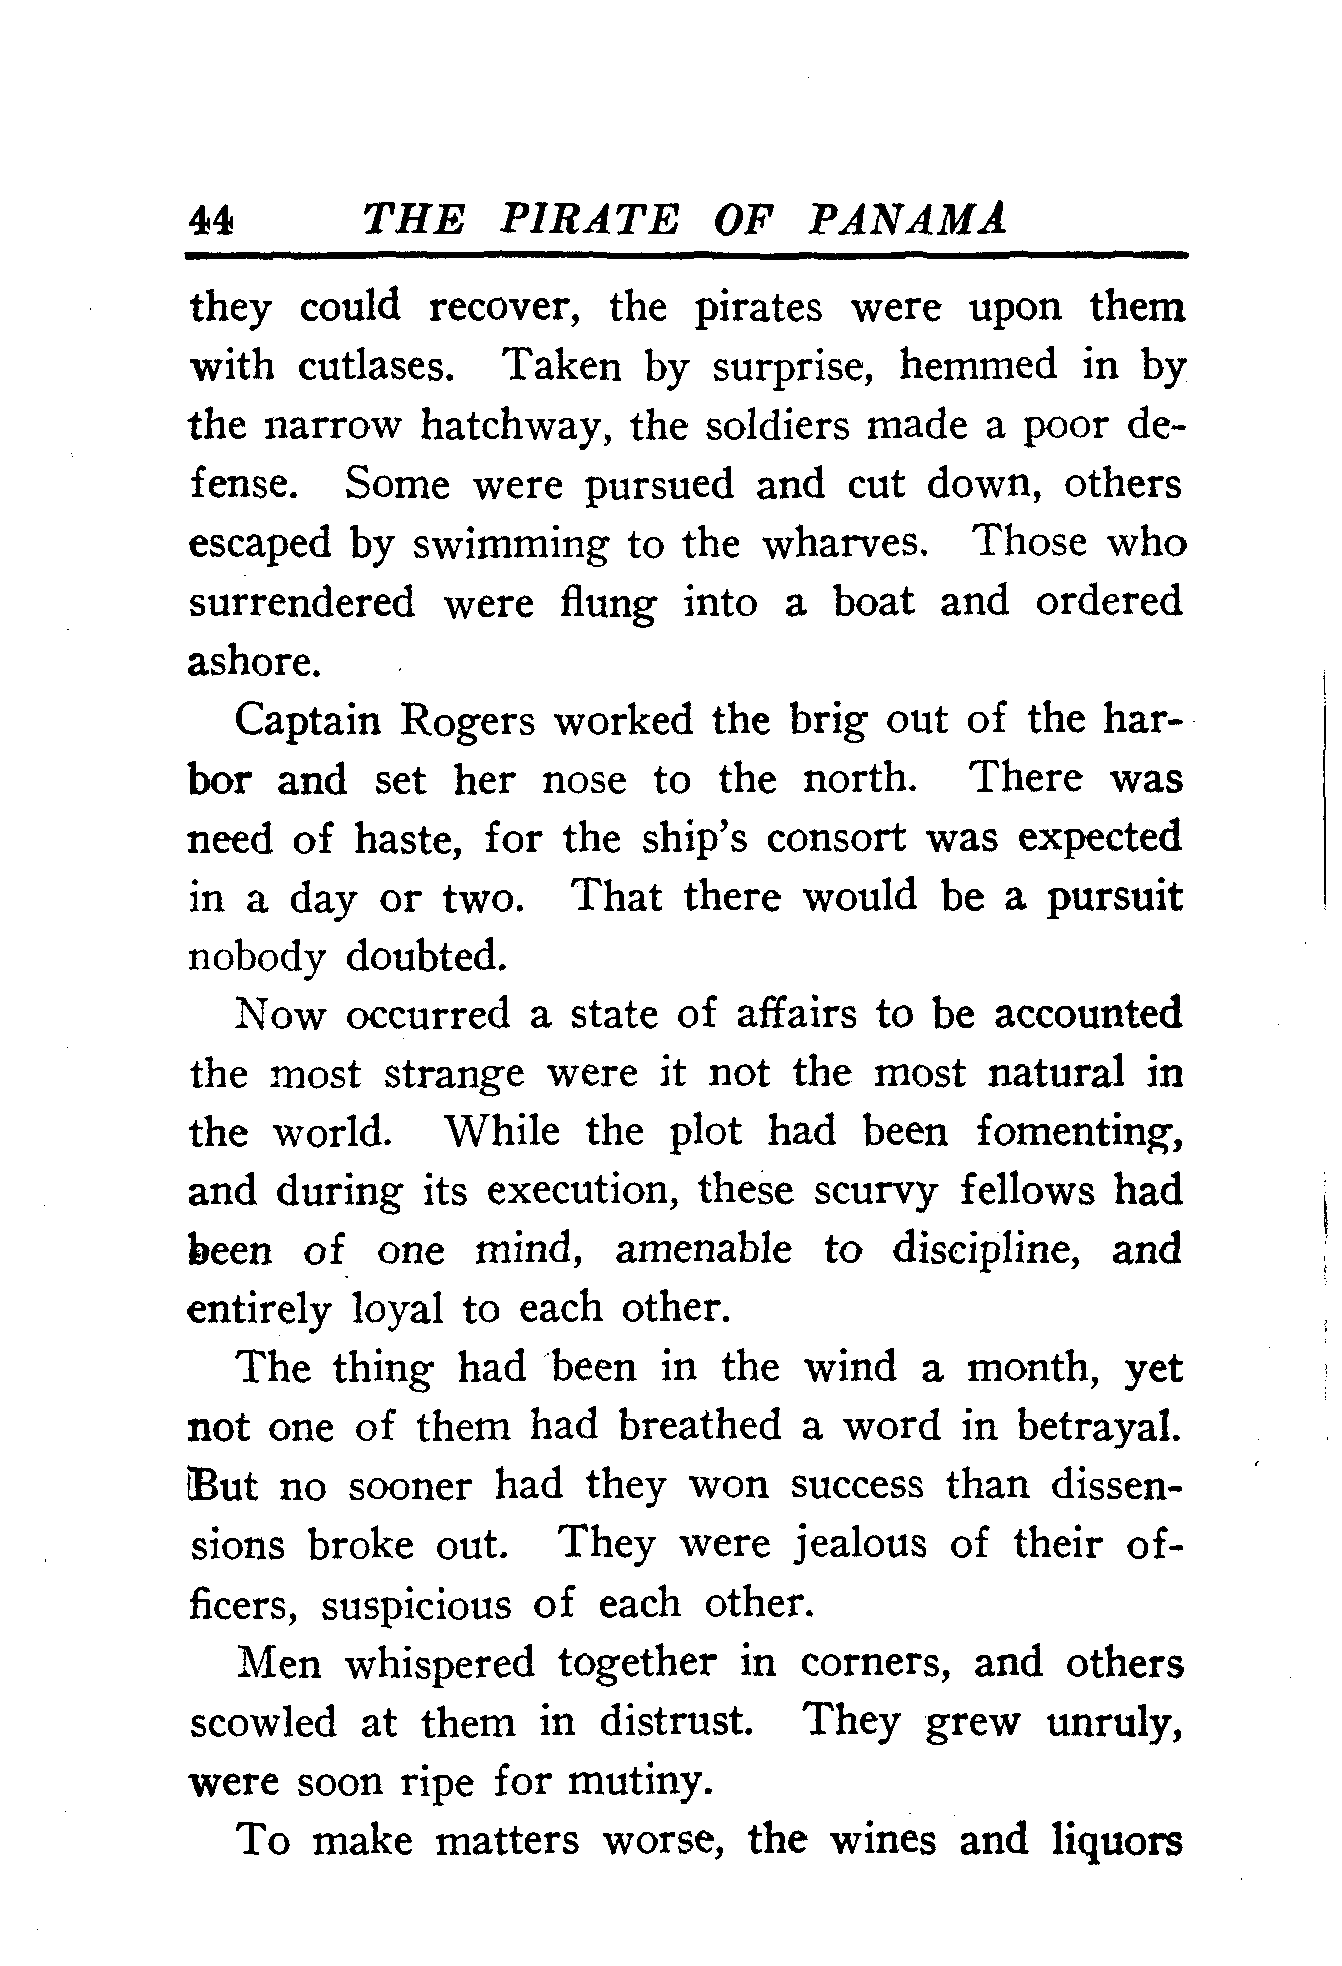 44 THE PIRATE OF PANAMA
they could recover, the pirates were upon them
with cutlases. Taken by surprise, hemmed in by
the narrow hatchway, the soldiers made a poor de-
fense. Some were pursued and cut down, others
escaped by swimming to the wharves. Those who
surrendered were flung into a boat and ordered
ashore.
Captain Rogers worked the brig out of the har-
bor and set her nose to the north. There was
need of haste, for the ship's consort was expected
in a day or two. That there would be a pursuit
nobody doubted.
Now occurred a state of affairs to be accounted
the most strange were it not the most natural in
the world. While the plot had been fomenting,
and during its execution, these scurvy fellows had
been of one mind, amenable to discipline, and
entirely loyal to each other.
The thing had been in the wind a month, yet
not one of them had breathed a word in betrayal.
But no sooner had they won success than dissen-
sions broke out. They were jealous of their of-
ficers, suspicious of each other.
Men whispered together in corners, and others
scowled at them in distrust. They grew unruly,
were soon ripe for mutiny.
To make matters worse, the wines and liquors